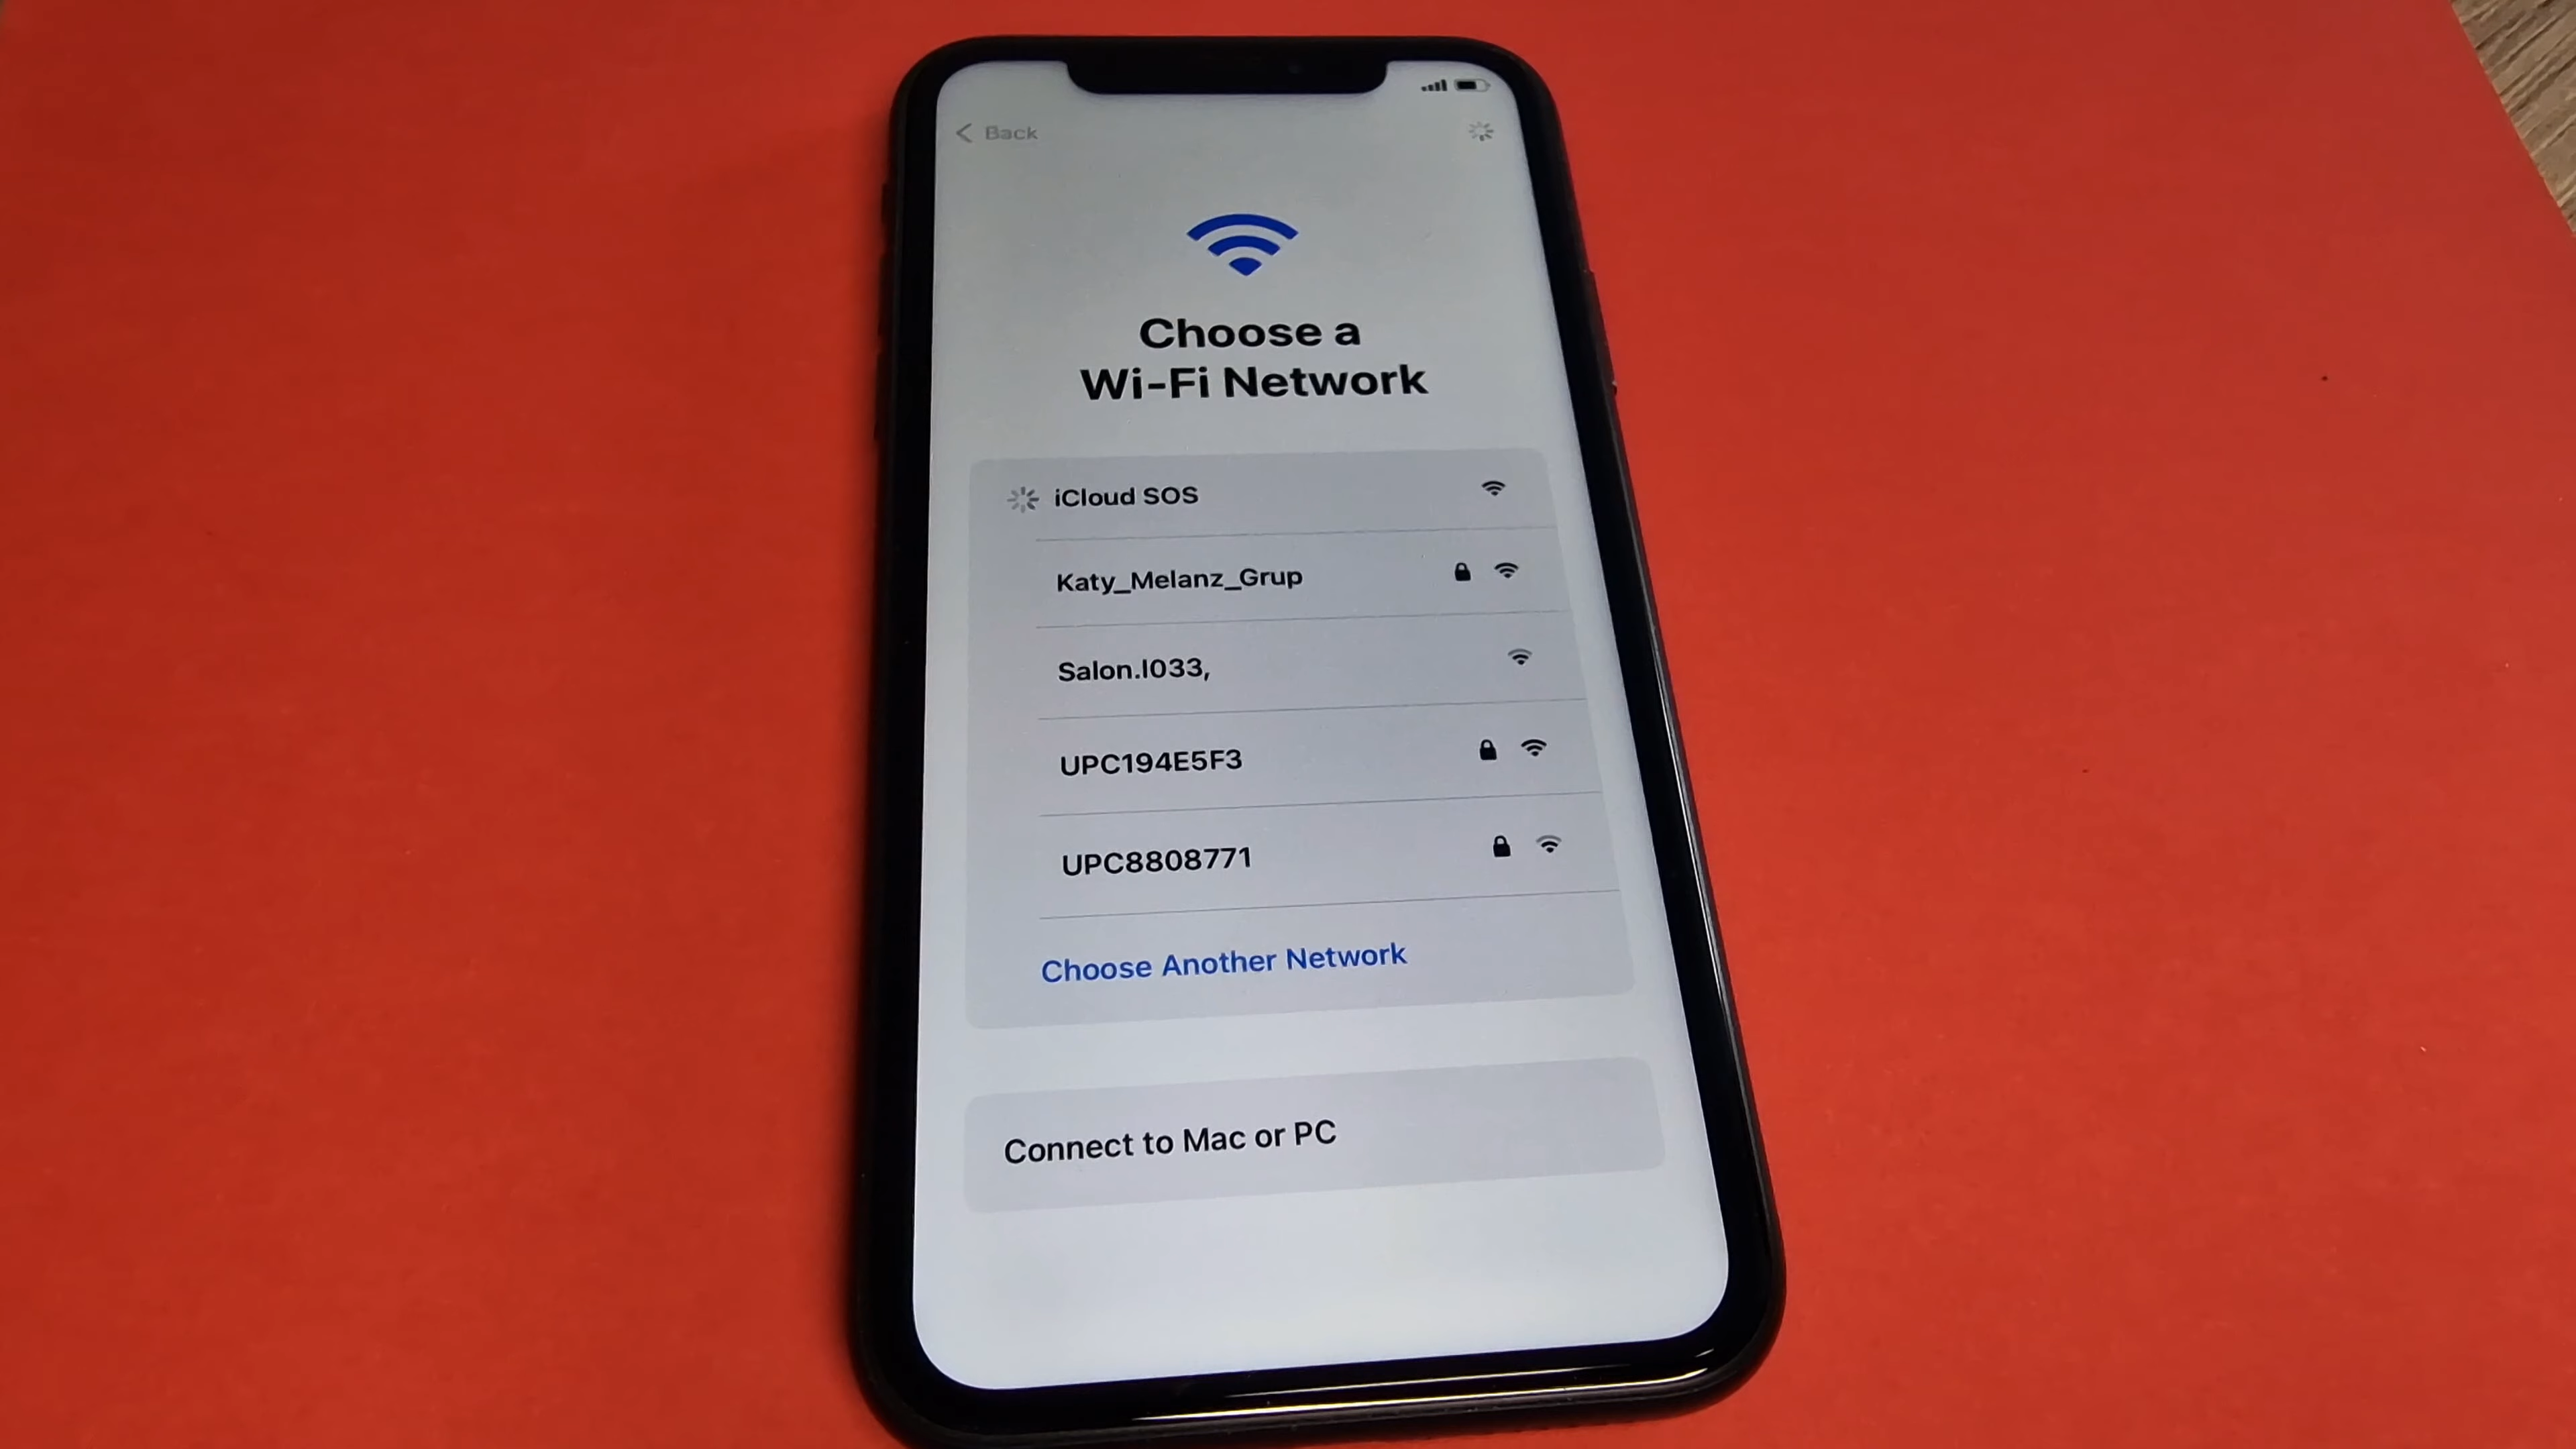 Back
Choose a
Wi-Fi Network
iCloud SOS
Katy_Melanz_Grup
Salon.I033,
UPC194E5F3
UPC8808771
Choose Another Network
Connect to Mac or PC